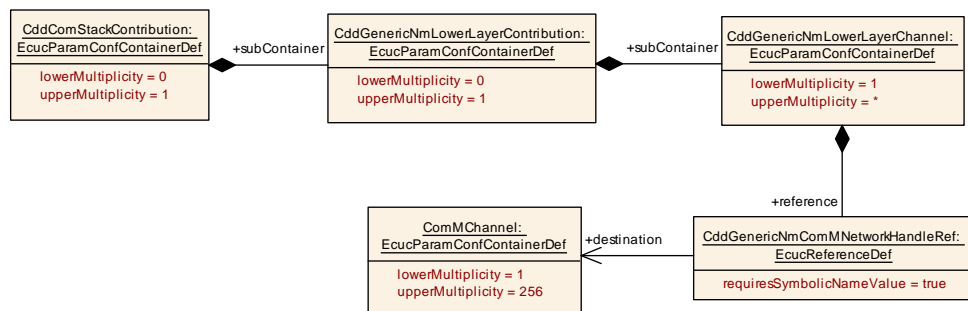 CddComStackContribution:
EcucParamConfContainerDef
lowerMultiplicity = 0
upperMultiplicity = 1
+subContainer
CddGenericNmLowerLayerContribution:
EcucParamConfContainerDef
lowerMultiplicity = 0
upperMultiplicity = 1
+subContainer
CddGenericNmLowerLayerChannel:
EcucParamConfContainerDef
lowerMultiplicity = 1
upperMultiplicity = *
+reference
ComMChannel:
EcucParamConfContainerDef
lowerMultiplicity = 1
upperMultiplicity = 256
+destination
CddGenericNmComMNetworkHandleRef:
EcucReferenceDef
requiresSymbolicNameValue = true